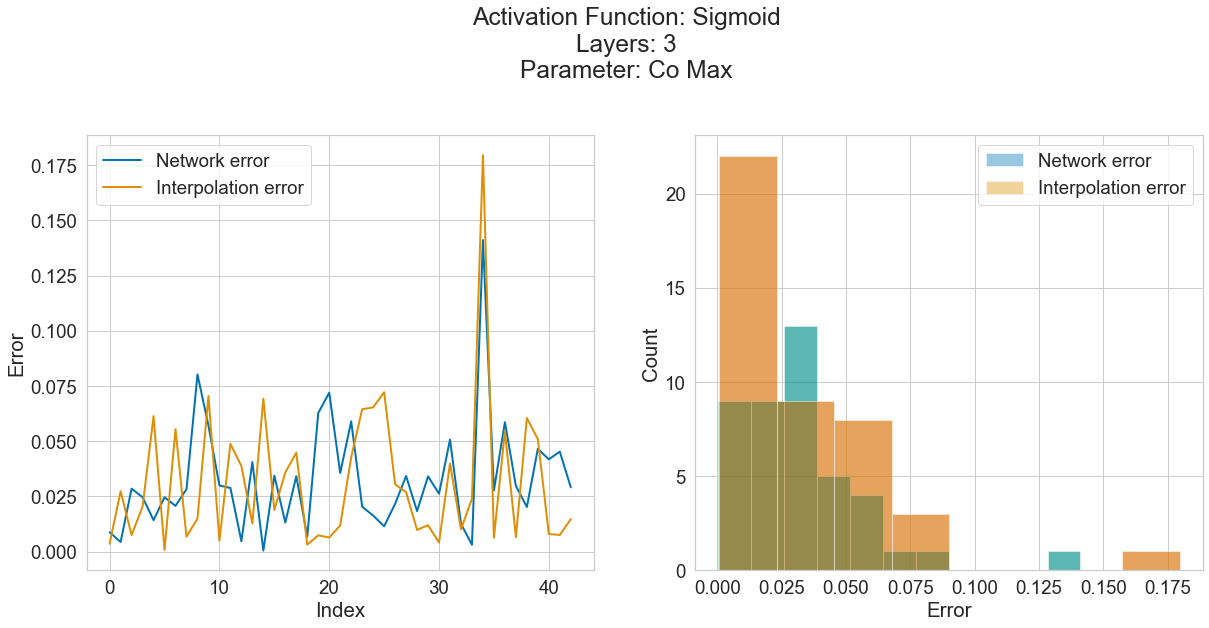 Activation Function: Sigmoid
Layers: 3
Parameter: Co Max
Network error
Interpolation error
0.175
0.150
0.125
0.100
0.075
0.050
0.025
0.000
Error
0 10 20 30 40
Index
Network error
Interpolation error
20
15
10
5
0
Count
0.000 0.025 0.050 0.075 0.100 0.125 0.150 0.175
Error